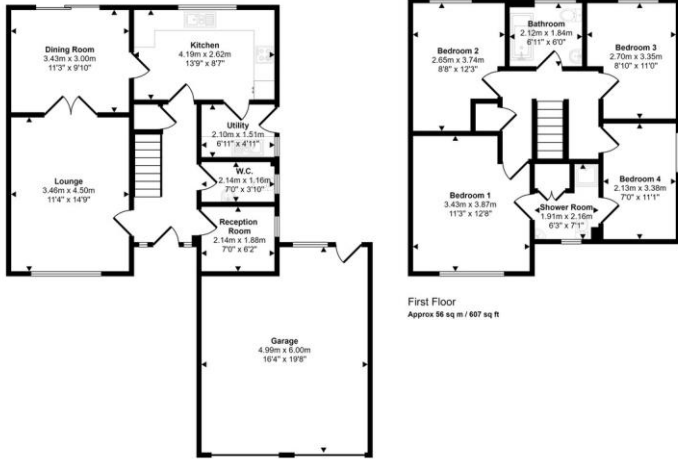 Dining Room
3.43m x 3.00m
11'3" x 9'10"
Kitchen
4.19m x 2.62m
13'9" x 8'7"
Utility
2.10m x 1.51m
6'11" x 4'11"
W.C.
2.14m x 1.16m
7'0" x 3'10"
Lounge
3.46m x 4.50m
11'4" x 14'9"
Reception
Room
2.14m x 1.88m
7'0" x 6'2"
Garage
4.99m x 6.00m
16'4" x 19'8"
Bedroom 2
2.65m x 3.74m
8'8" x 12'3"
Bathroom
2.12m x 1.84m
6'11" x 6'0"
Bedroom 3
2.70m x 3.35m
8'10" x 11'0"
Bedroom 1
3.43m x 3.87m
11'3" x 12'8"
Bedroom 4
2.13m x 3.38m
7'0" x 11'1"
Shower Room
1.91m x 2.16m
6'3" x 7'1"
First Floor
Approx 56 sq m / 607 sq ft